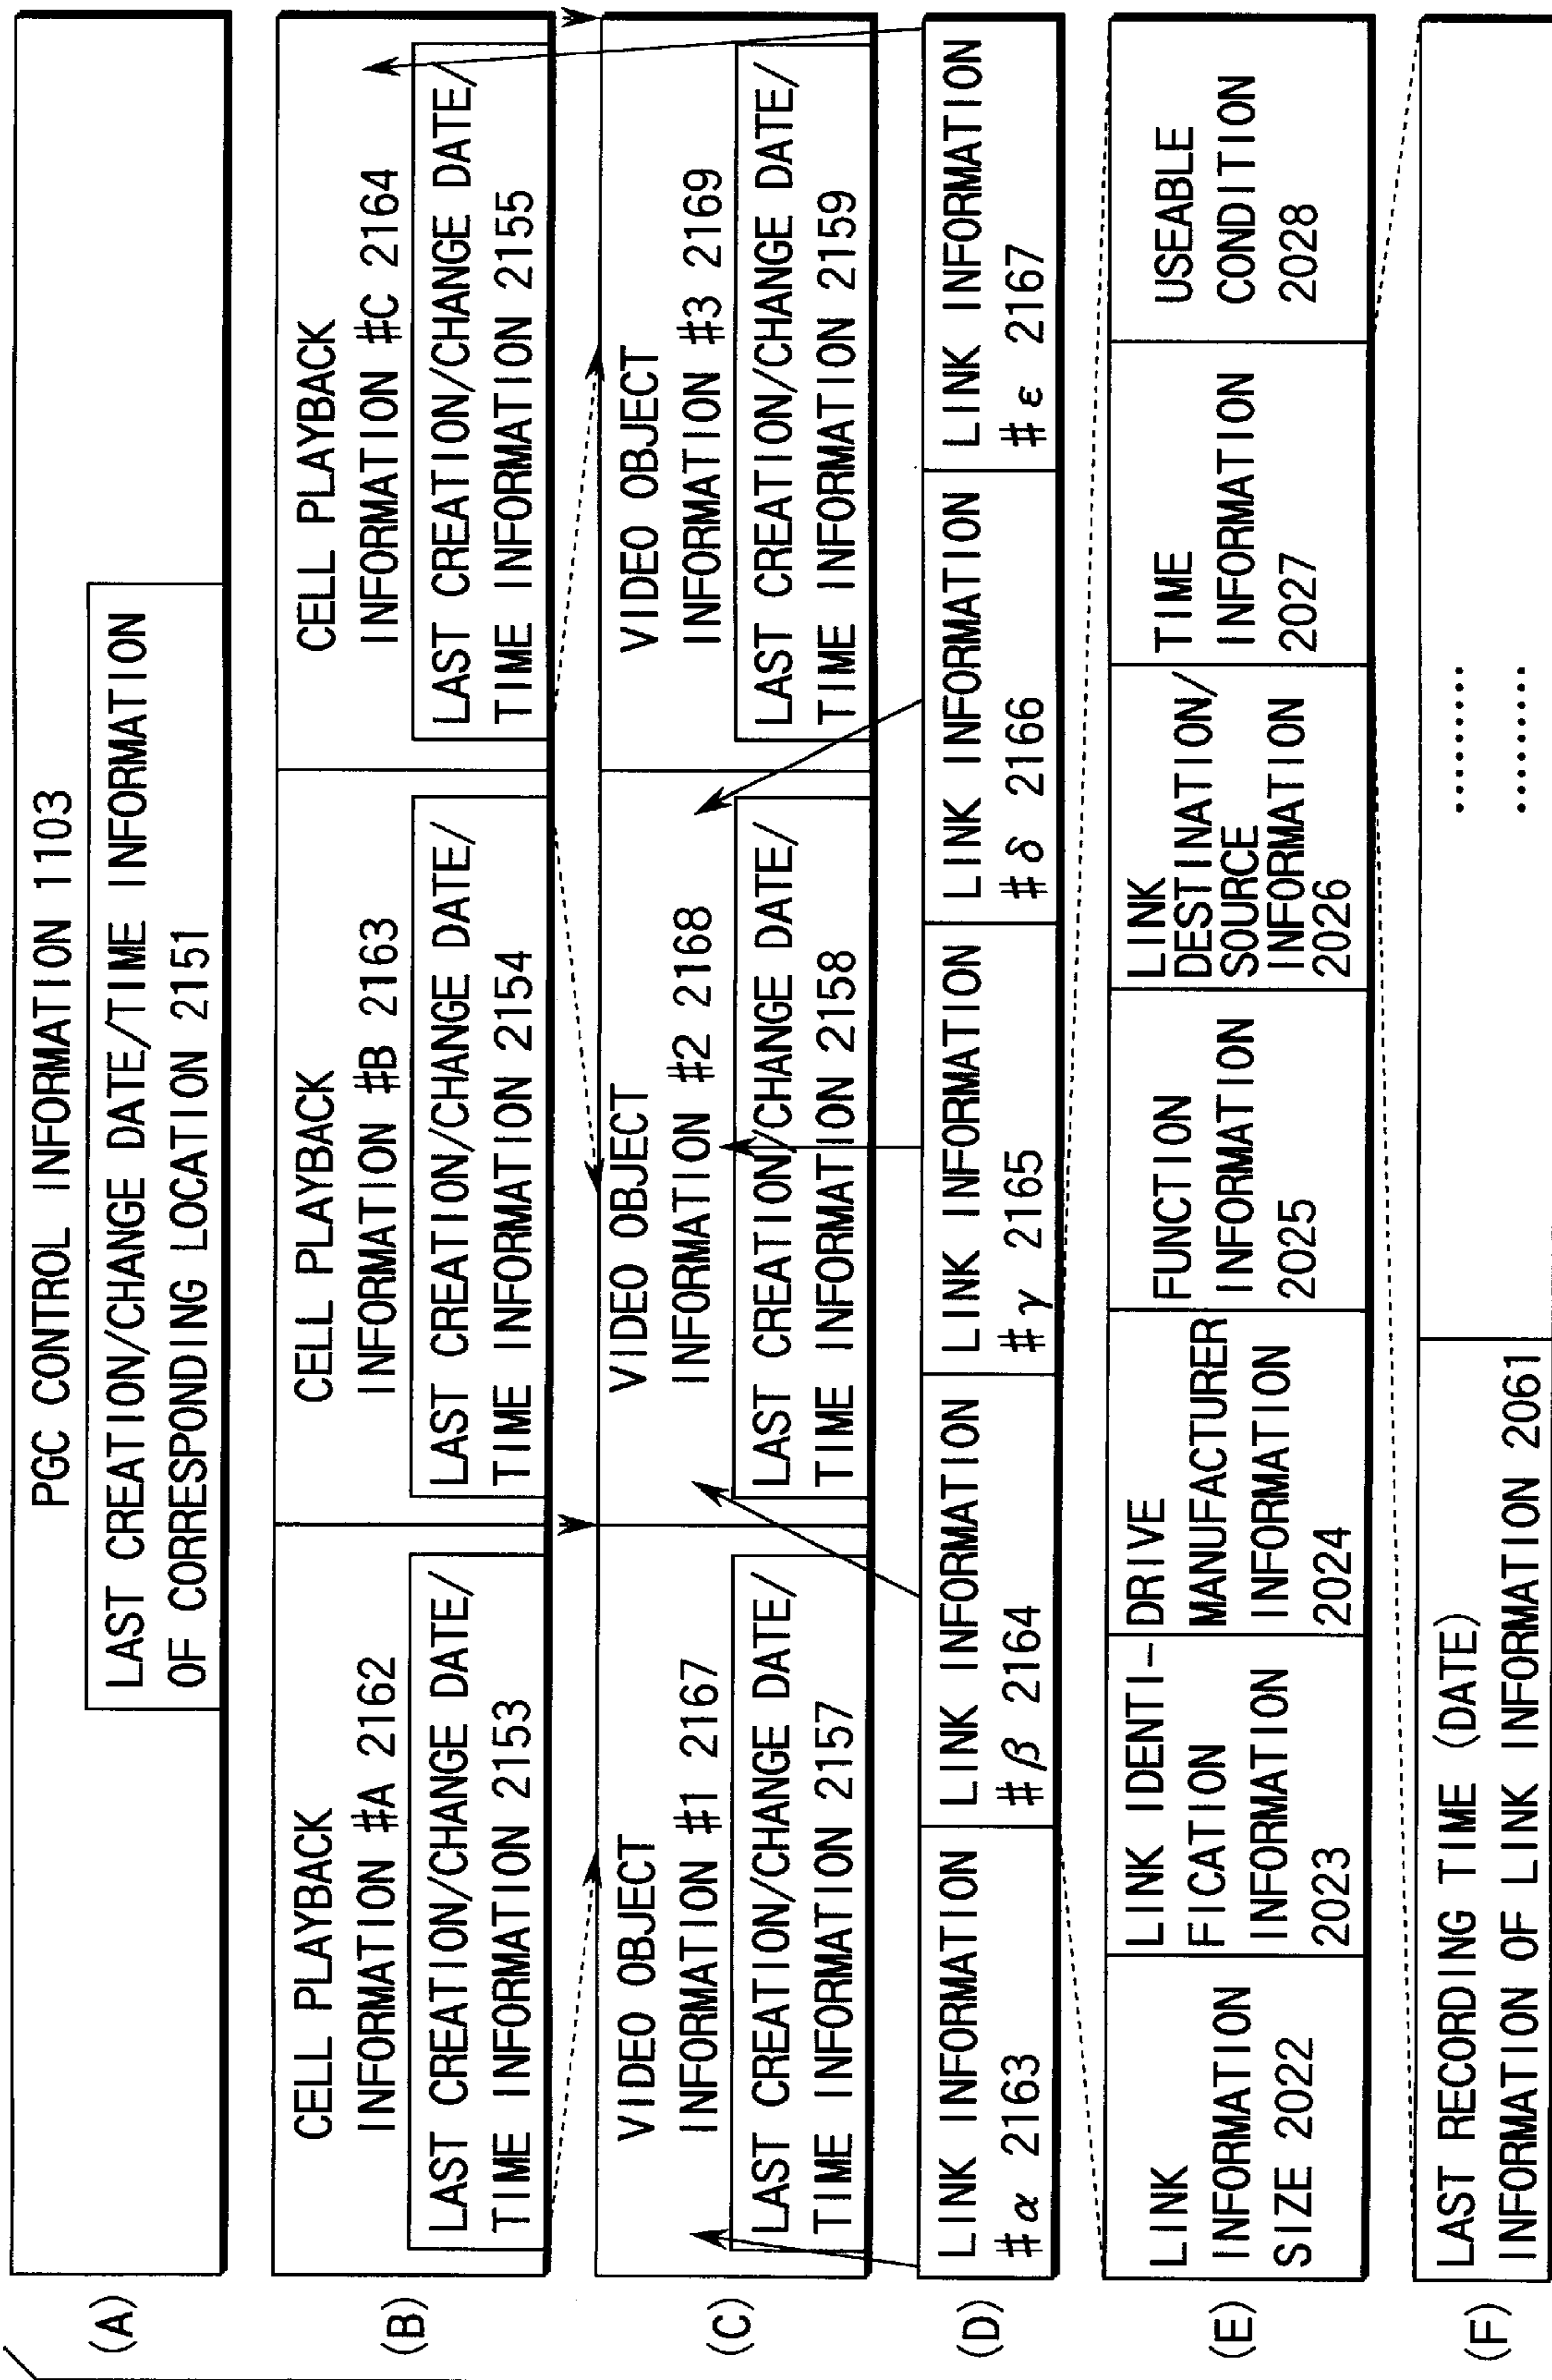 (A)
PGC CONTROL INFORMATION 1103
LAST CREATION/CHANGE DATE/TIME INFORMATION
OF CORRESPONDING LOCATION 2151
(B)
CELL PLAYBACK
INFORMATION #A 2162
LAST CREATION/CHANGE DATE/
TIME INFORMATION 2153
CELL PLAYBACK
INFORMATION #B 2163
LAST CREATION/CHANGE DATE/
TIME INFORMATION 2154
CELL PLAYBACK
INFORMATION #C 2164
LAST CREATION/CHANGE DATE/
TIME INFORMATION 2155
(C)
VIDEO OBJECT
INFORMATION #1 2167
LAST CREATION/CHANGE DATE/
TIME INFORMATION 2157
VIDEO OBJECT
INFORMATION #2 2168
LAST CREATION/CHANGE DATE/
TIME INFORMATION 2158
VIDEO OBJECT
INFORMATION #3 2169
LAST CREATION/CHANGE DATE/
TIME INFORMATION 2159
(D)
LINK INFORMATION
#α 2163
LINK INFORMATION
#β 2164
LINK INFORMATION
#γ 2165
LINK INFORMATION
#δ 2166
LINK INFORMATION
#ε 2167
(E)
LINK
INFORMATION
SIZE 2022
LINK IDENTI-
FICATION
INFORMATION
2023
DRIVE
MANUFACTURER
INFORMATION
2024
FUNCTION
INFORMATION
2025
LINK
DESTINATION/
SOURCE
INFORMATION
2026
TIME
INFORMATION
2027
USEABLE
CONDITION
2028
(F)
LAST RECORDING TIME (DATE)
INFORMATION OF LINK INFORMATION 2061
.........
.........